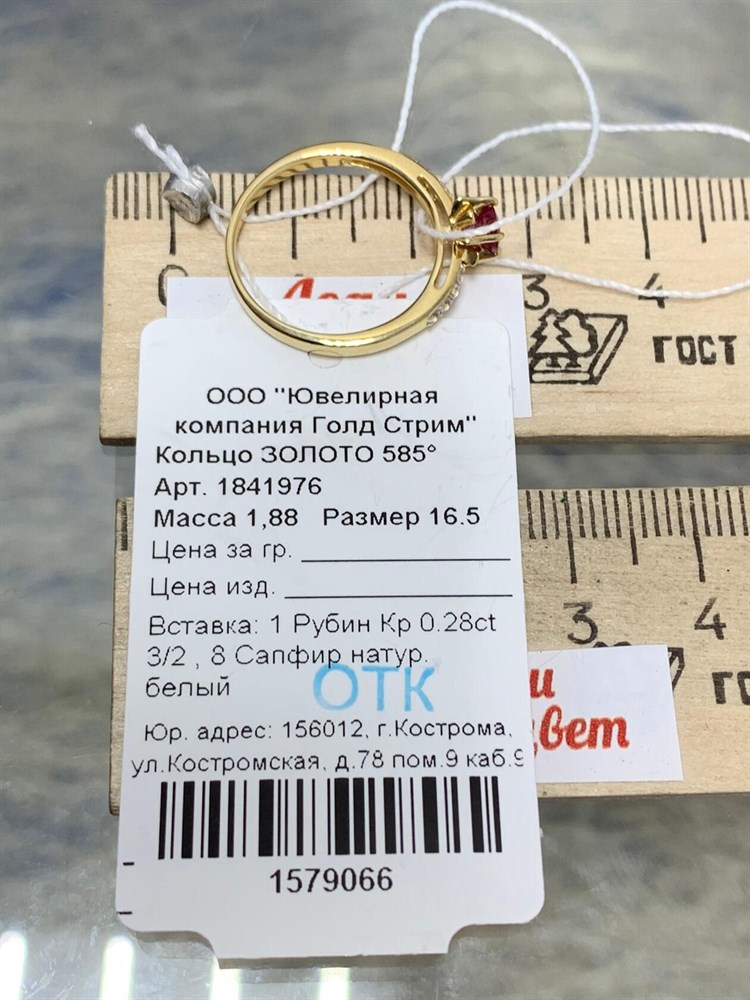 0
3
4
ГОСТ
ООО "Ювелирная
компания Голд Стрим"
Кольцо ЗОЛОТО 585°
Арт. 1841976
Масса 1,88 Размер 16.5
Цена за гр.
Цена изд.
Вставка: 1 Рубин Кр 0.28ct
3/2 , 8 Сапфир натур.
белый
ОТК
Юр. адрес: 156012, г.Кострома,
ул.Костромская, д.78 пом.9 каб.9
1579066
3
4